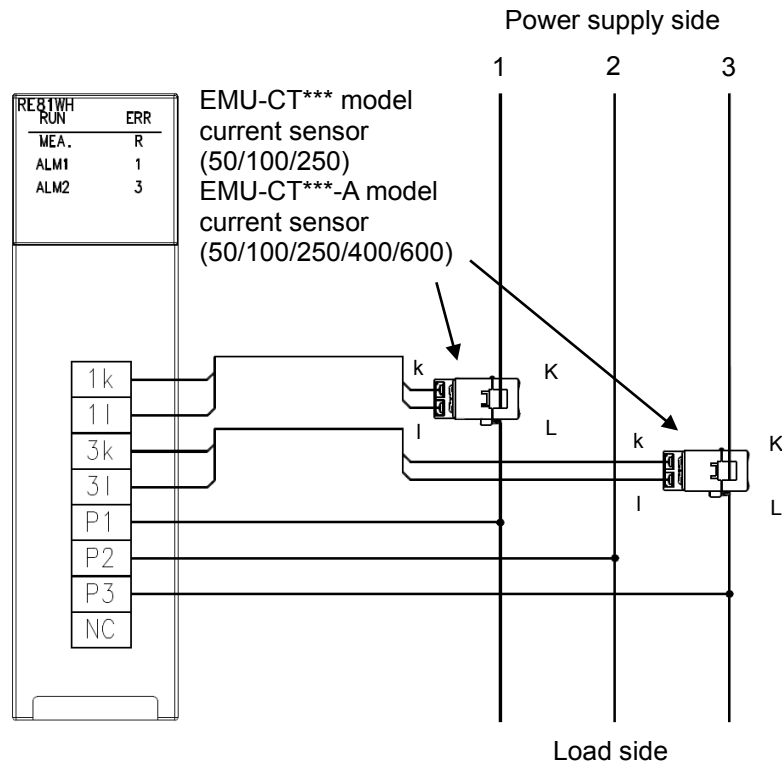 Power supply side
1 2 3
RE81WH
RUN ERR
MEA. R
ALM1 1
ALM2 3
EMU-CT*** model
current sensor
(50/100/250)
EMU-CT***-A model
current sensor
(50/100/250/400/600)
k K
l L
k K
l L
1k
1l
3k
3l
P1
P2
P3
NC
Load side